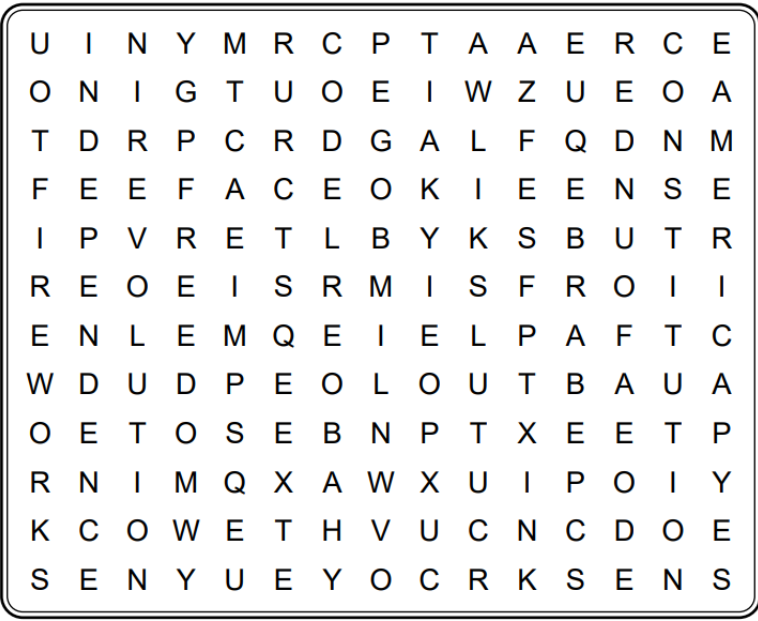 U I N Y M R C P T A A E R C E
O N I G T U O E I W Z U E O A
T D R P C R D G A L F Q D N M
F E E F A C E O K I E E N S E
I P V R E T L B Y K S B U T R
R E O E I S R M I S F R O I I
E N L E M Q E I E L P A F T C
W D U D P E O L O U T B A U A
O E T O S E B N P T X E E T P
R N I M Q X A W X U I P O I Y
K C O W E T H V U C N C D O E
S E N Y U E Y O C R K S E N S